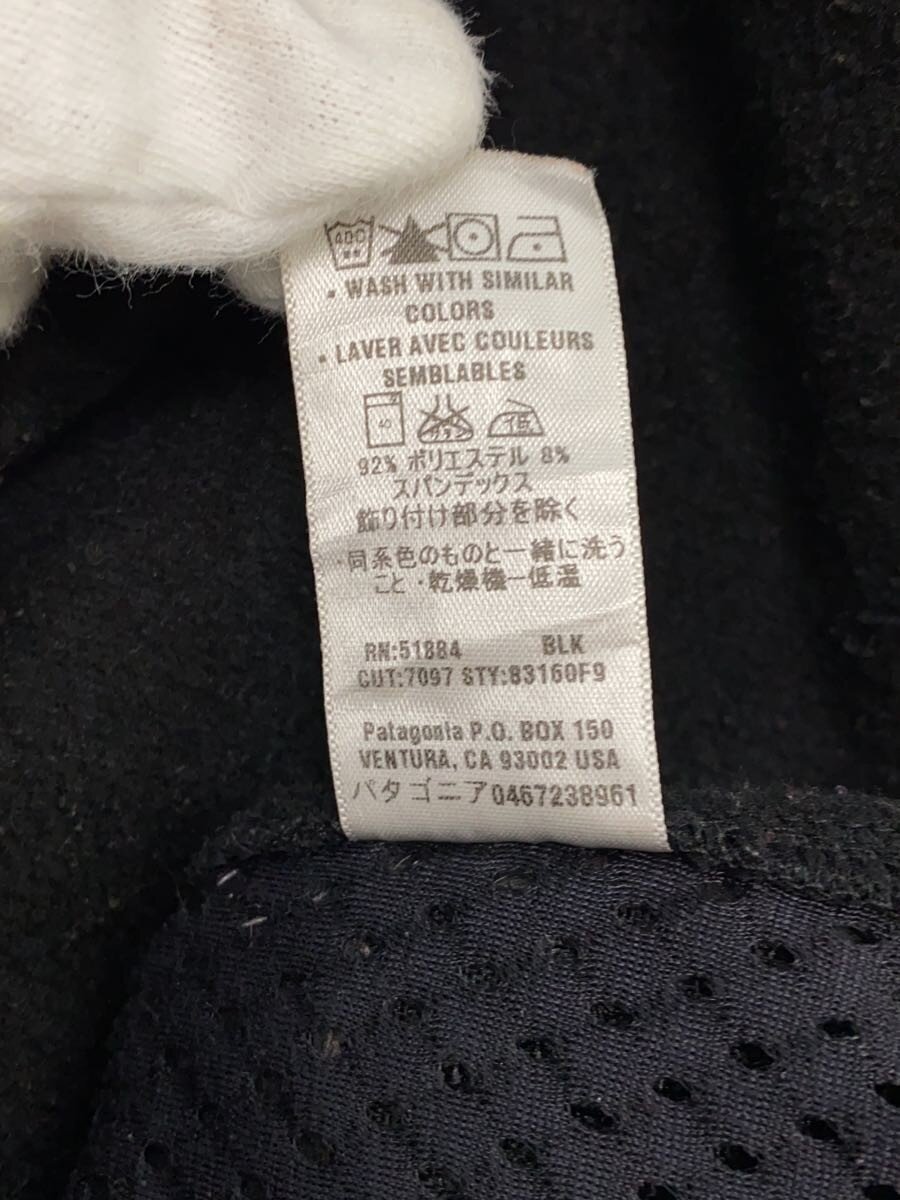 • WASH WITH SIMILAR
COLORS
• LAVER AVEC COULEURS
SEMBLABLES
40
低
92% ポリエステル 8%
スパンデックス
飾り付け部分を除く
・同系色のものと一緒に洗う
こと・乾燥機ー低温
RN:51884 BLK
CUT:7097 STY:83160F9
Patagonia P.O. BOX 150
VENTURA, CA 93002 USA
パタゴニア0467238961